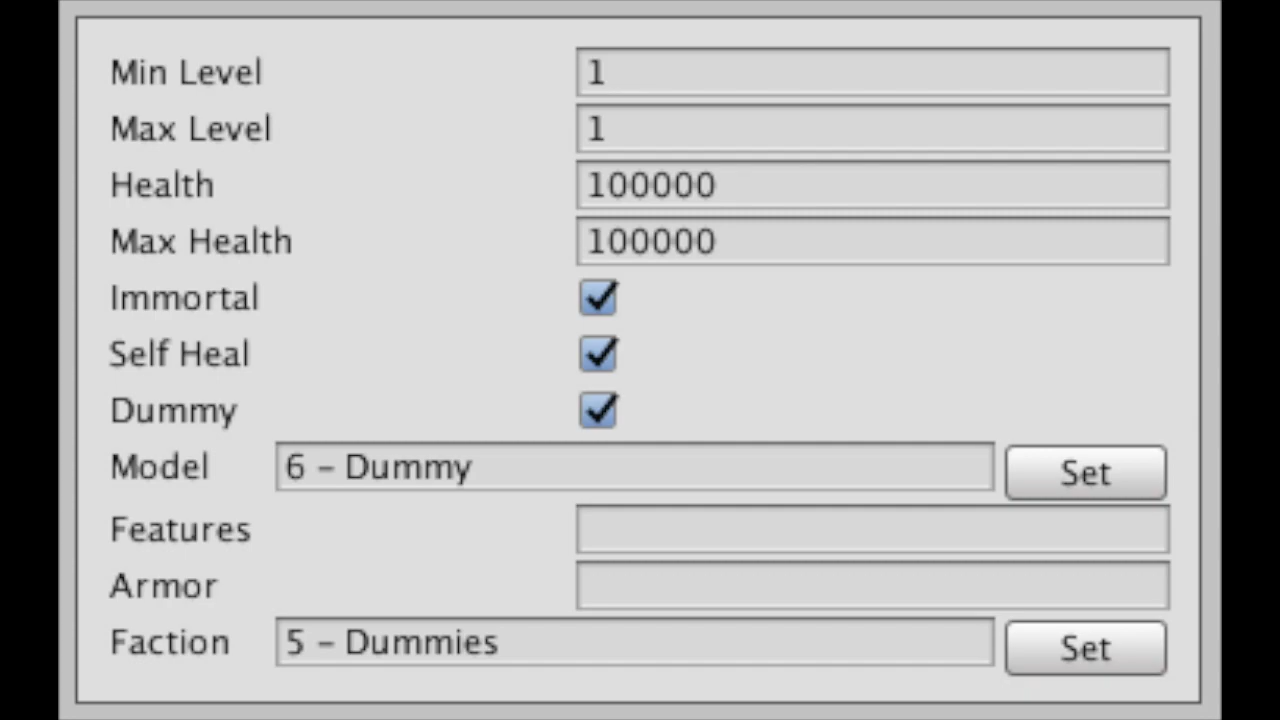 Min Level 1
Max Level 1
Health 100000
Max Health 100000
Immortal
Self Heal
Dummy
Model 6 – Dummy Set
Features
Armor
Faction 5 – Dummies Set